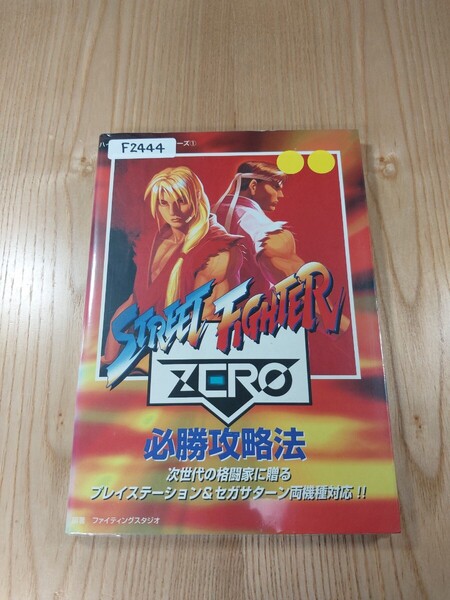 F2444
STREET FIGHTER
ZERO
必勝攻略法
次世代の格闘家に贈る
プレイステーション&セガサターン両機種対応!!
ファイティングスタジオ